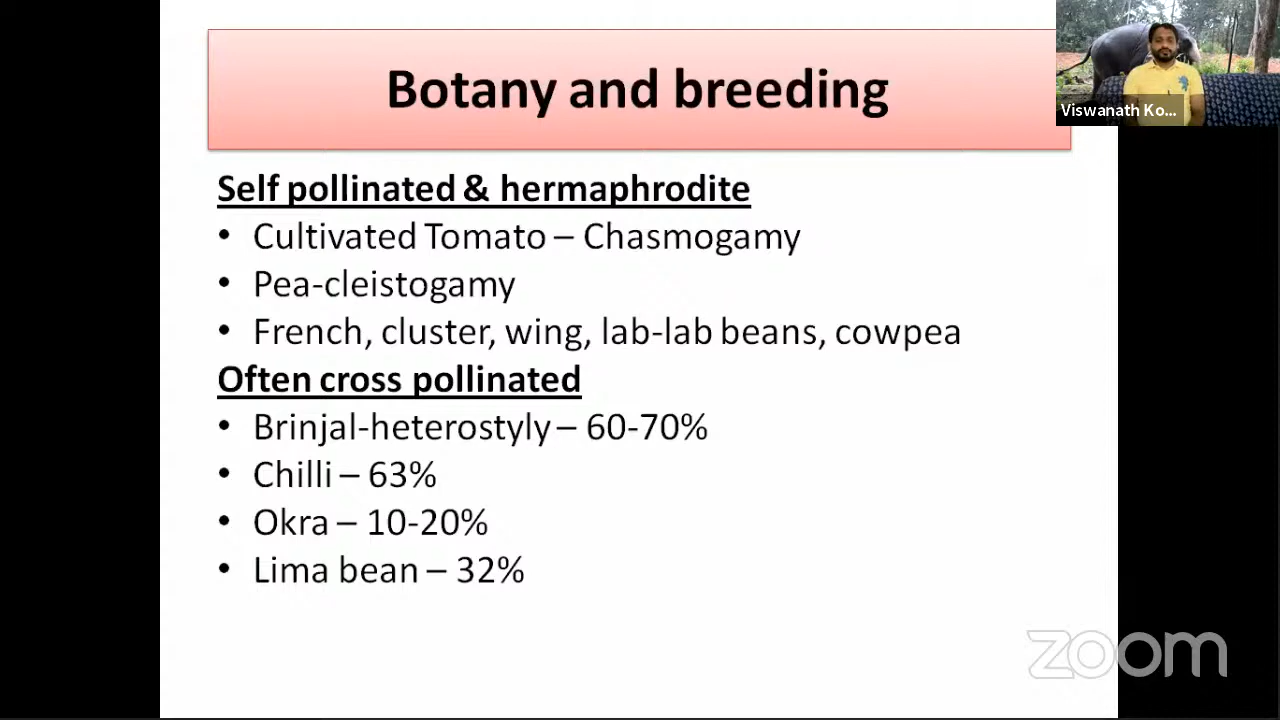 Botany and breeding
Viswanath Ko...
Self pollinated & hermaphrodite
• Cultivated Tomato – Chasmogamy
• Pea-cleistogamy
• French, cluster, wing, lab-lab beans, cowpea
Often cross pollinated
• Brinjal-heterostyly – 60-70%
• Chilli – 63%
• Okra – 10-20%
• Lima bean – 32%
zoom